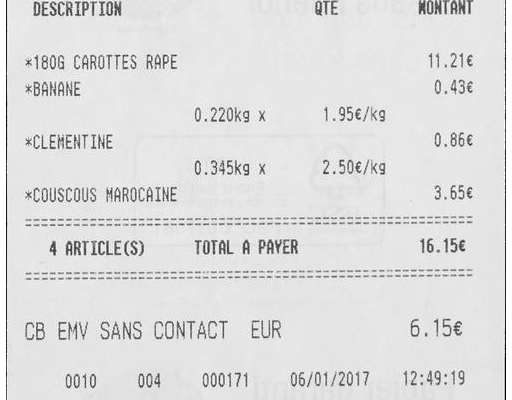 DESCRIPTION QTE MONTANT
*180G CAROTTES RAPE 11.21€
*BANANE 0.43€
0.220kg x 1.95€/kg
*CLEMENTINE 0.86€
0.345kg x 2.50€/kg
*COUSCOUS MAROCAINE 3.65€
4 ARTICLE(S) TOTAL A PAYER 16.15€
CB EMV SANS CONTACT EUR 6.15€
0010 004 000171 06/01/2017 12:49:19